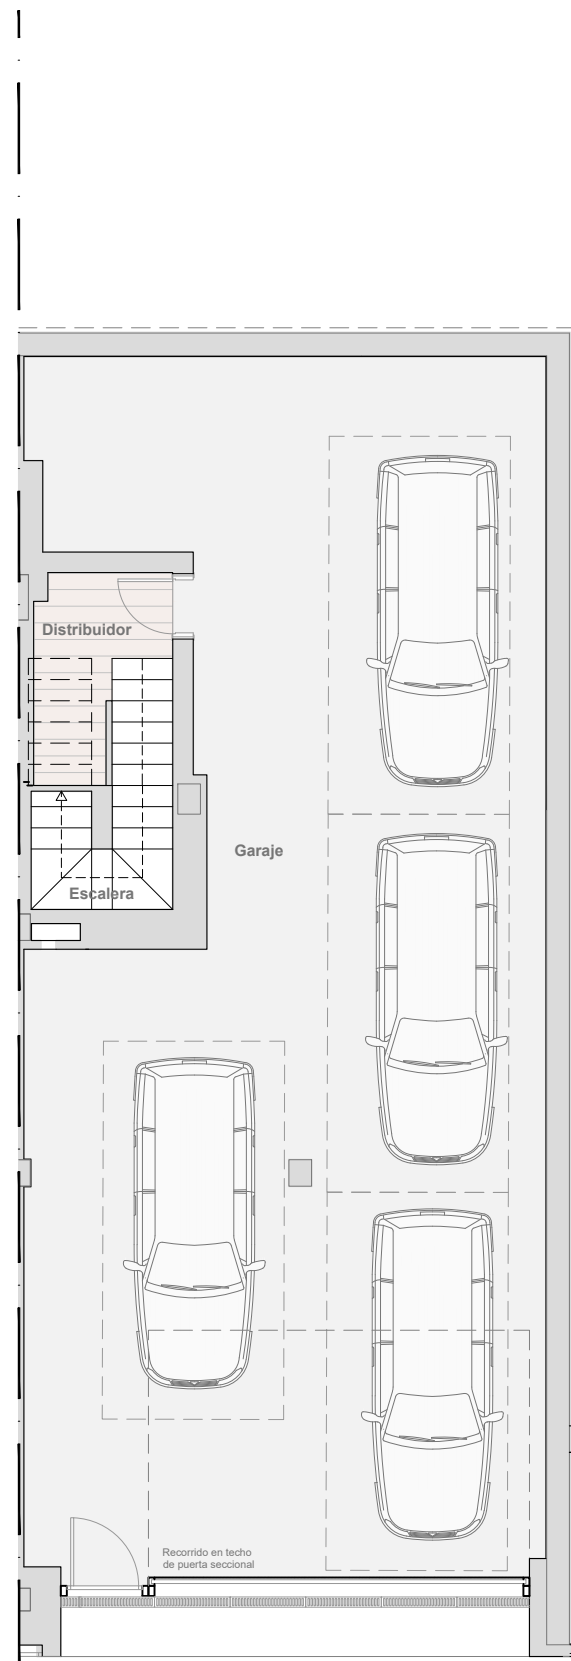 Distribuidor
Garaje
Escalera
Recorrido en techo
de puerta seccional